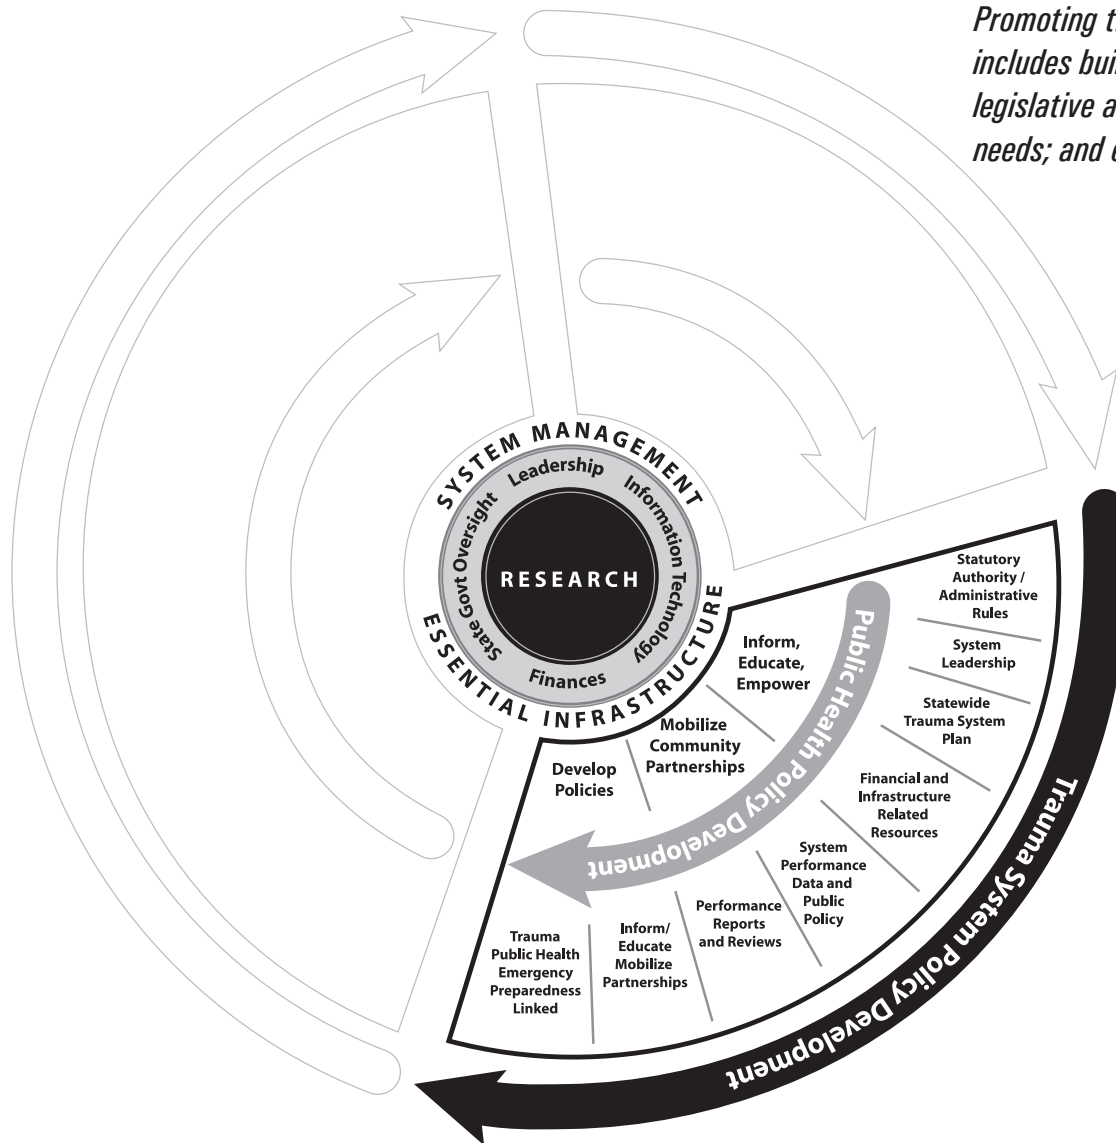 Promoting
includes
legislative
needs; and
SYSTEM MANAGEMENT
Leadership
Information Technology
State Govt Oversight
RESEARCH
Finances
ESSENTIAL INFRASTRUCTURE
Inform,
Educate,
Empower
Mobilize
Community
Partnerships
Develop
Policies
Public Health Policy Development
Statutory
Authority /
Administrative
Rules
System
Leadership
Statewide
Trauma System
Plan
Financial and
Infrastructure
Related
Resources
System
Performance
Data and
Public
Policy
Performance
Reports
and Reviews
Inform/
Educate
Mobilize
Partnerships
Trauma
Public Health
Emergency
Preparedness
Linked
Trauma System Policy Development